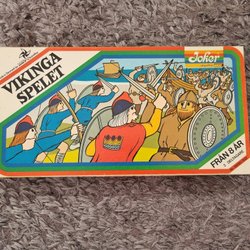 VIKINGA
SPELET
Joker
FRÅN 8 ÅR